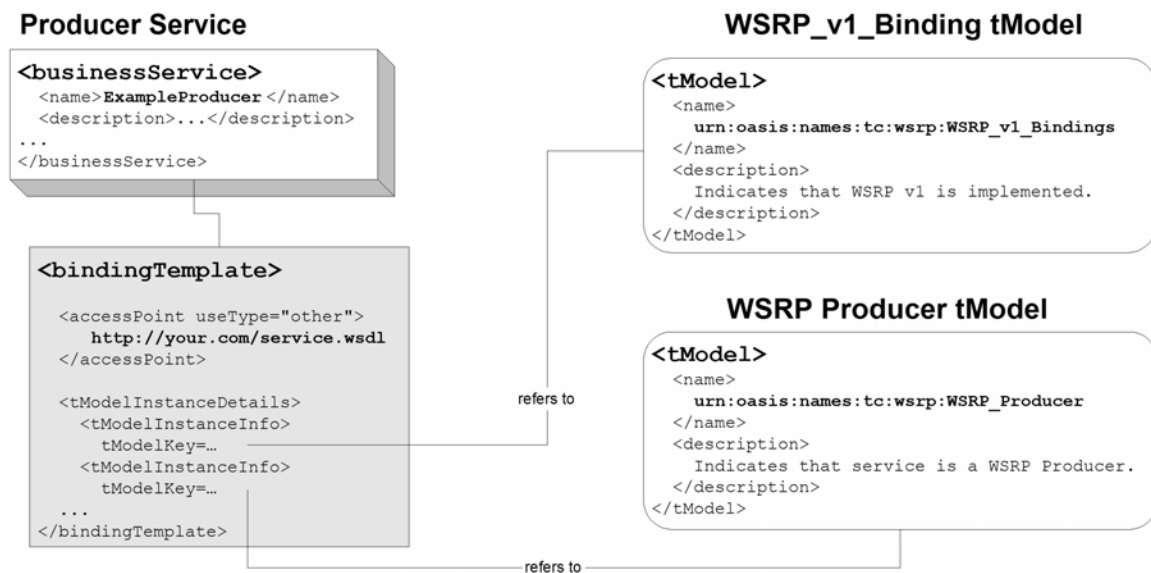 Producer Service
<businessService>
<name>ExampleProducer </name>
<description>...</description>
...
</businessService>
<bindingTemplate>
<accessPoint useType="other">
http://your.com/service.wsdl
</accessPoint>
<tModelInstanceDetails>
<tModelInstanceInfo>
tModelKey=…
<tModelInstanceInfo>
tModelKey=…
...
</bindingTemplate>
refers to
refers to
WSRP_v1_Binding tModel
<tModel>
<name>
urn:oasis:names:tc:wsrp:WSRP_v1_Bindings
</name>
<description>
Indicates that WSRP v1 is implemented.
</description>
</tModel>
WSRP Producer tModel
<tModel>
<name>
urn:oasis:names:tc:wsrp:WSRP_Producer
</name>
<description>
Indicates that service is a WSRP Producer.
</description>
</tModel>